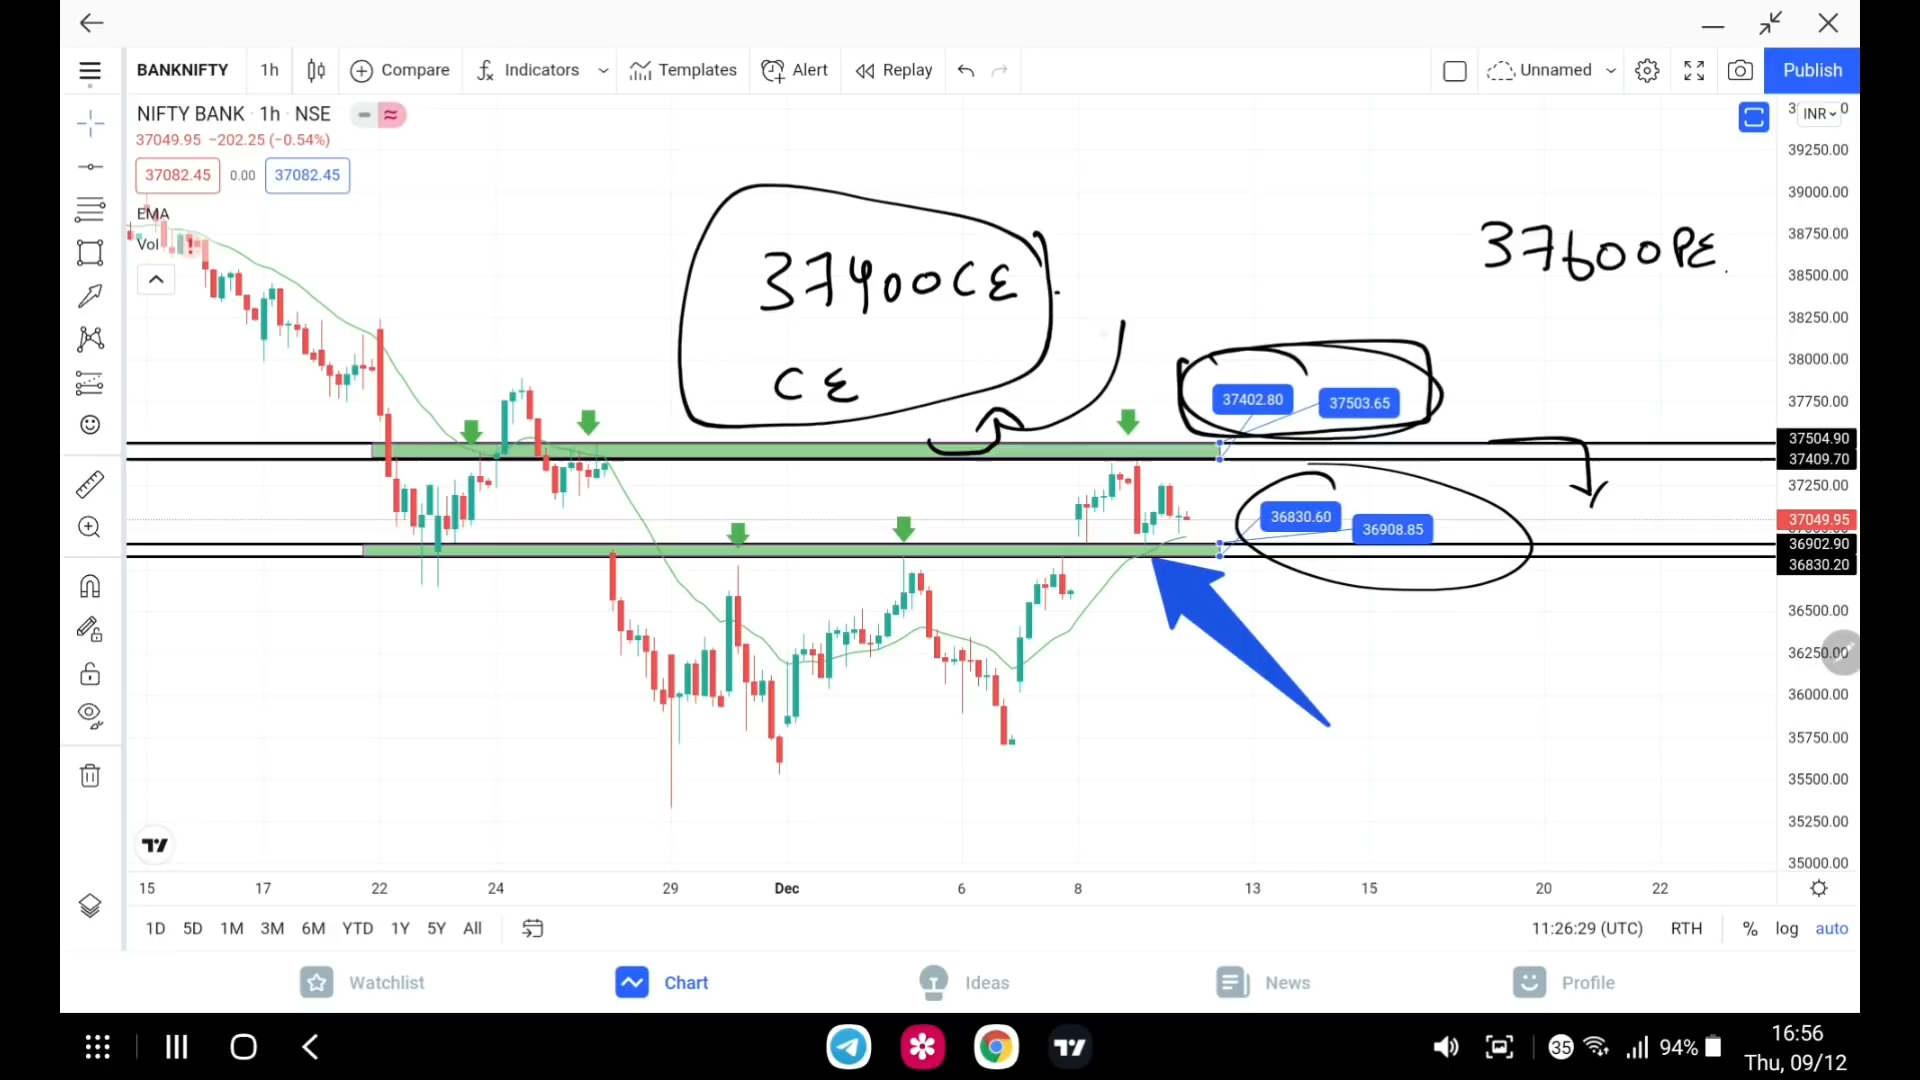 BANKNIFTY 1h Compare Indicators Templates Alert Replay Unnamed Publish
NIFTY BANK · 1h · NSE
37049.95 −202.25 (−0.54%)
37082.45 0.00 37082.45
EMA
Vol
INR
39250.00
39000.00
38750.00
38500.00
38250.00
38000.00
37750.00
37504.90
37409.70
37250.00
37049.95
36902.90
36830.20
36500.00
36250.00
36000.00
35750.00
35500.00
35250.00
35000.00
37400CE
CE
37600PE
37402.80 37503.65
36830.60 36908.85
15 17 22 24 29 Dec 6 8 13 15 20 22
1D 5D 1M 3M 6M YTD 1Y 5Y All 11:26:29 (UTC) RTH % log auto
Watchlist Chart Ideas News Profile
35 94% 16:56
Thu, 09/12